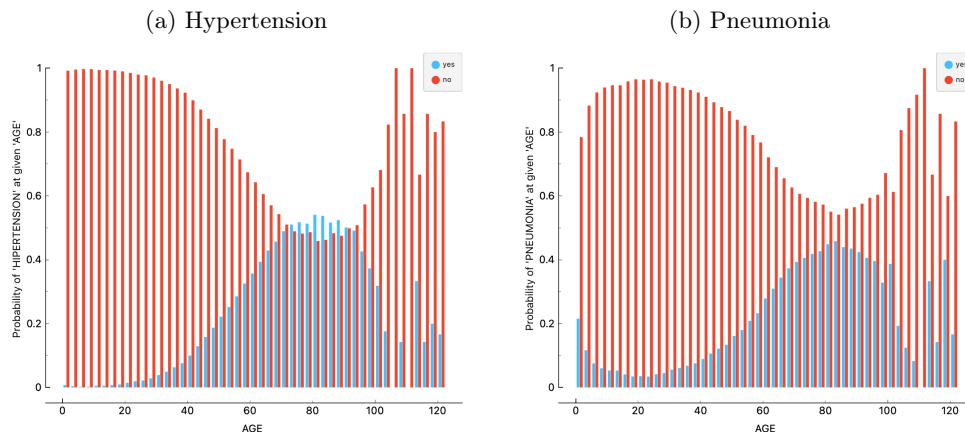 (a) Hypertension
yes
no
Probability of 'HIPERTENSION' at given 'AGE'
1
0.8
0.6
0.4
0.2
0
0 20 40 60 80 100 120
AGE
(b) Pneumonia
yes
no
Probability of 'PNEUMONIA' at given 'AGE'
1
0.8
0.6
0.4
0.2
0
0 20 40 60 80 100 120
AGE